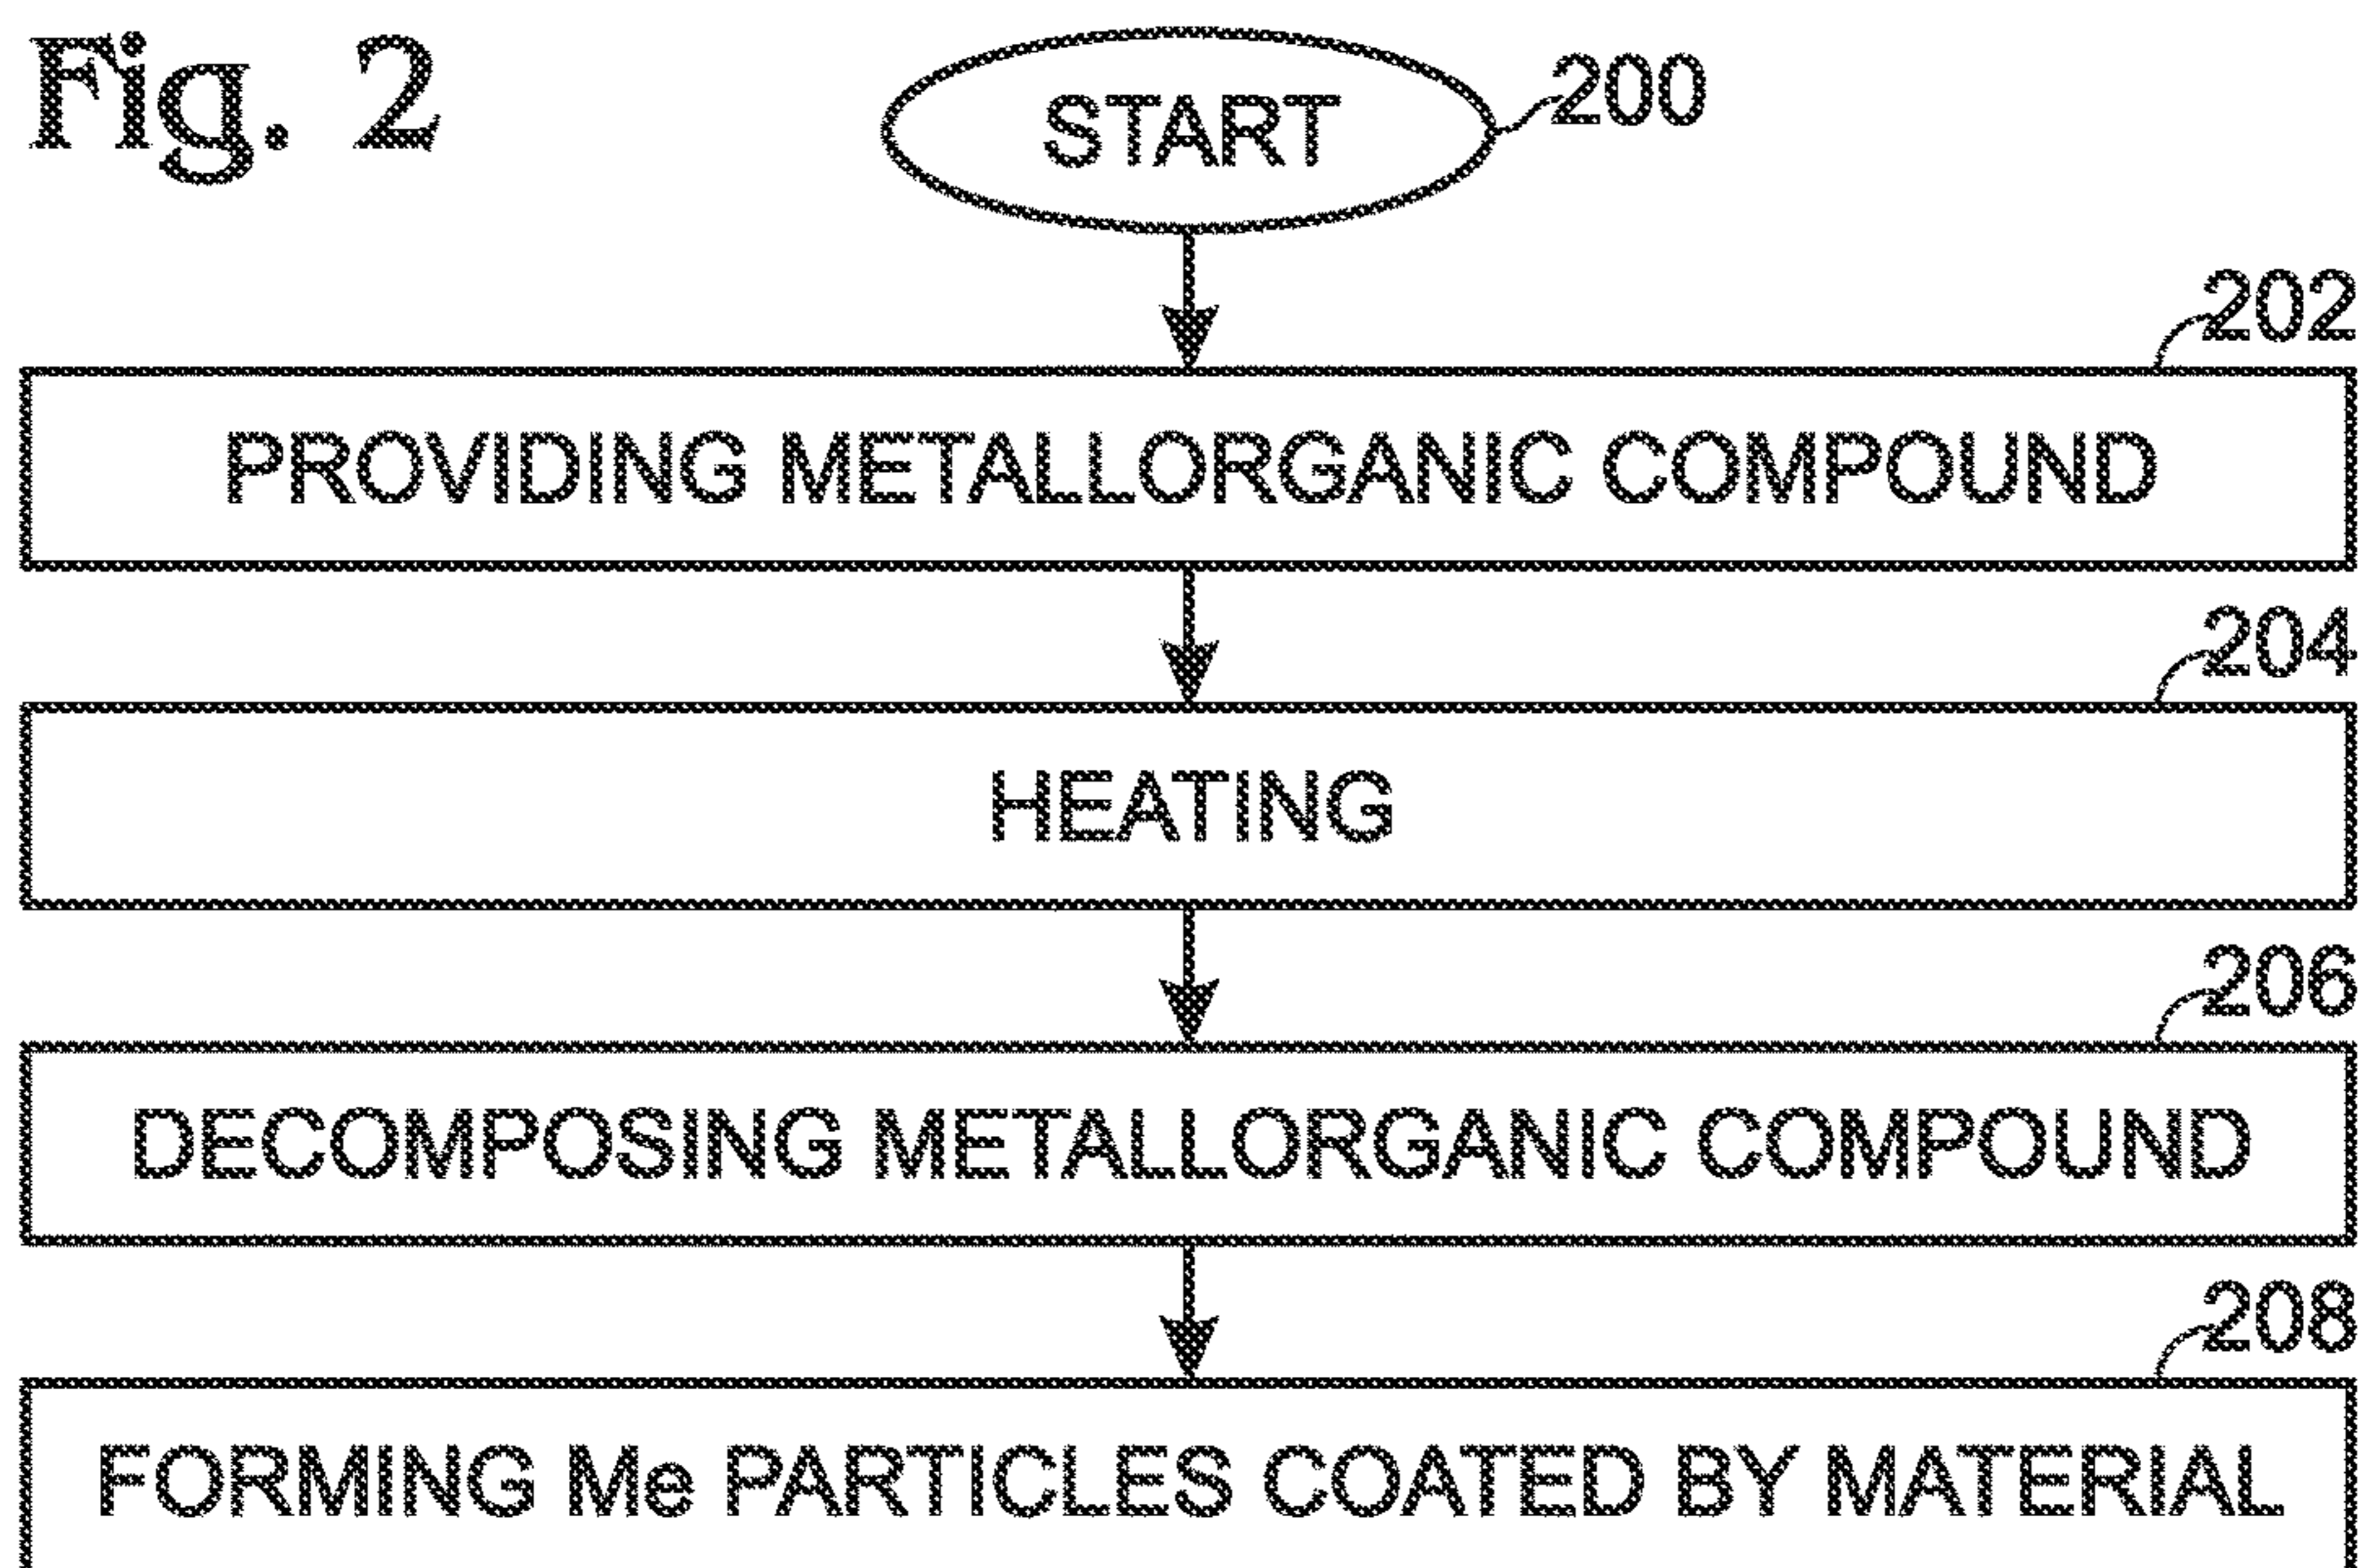 Fig. 2
START
200
202
PROVIDING METALLORGANIC COMPOUND
204
HEATING
206
DECOMPOSING METALLORGANIC COMPOUND
208
FORMING Me PARTICLES COATED BY MATERIAL